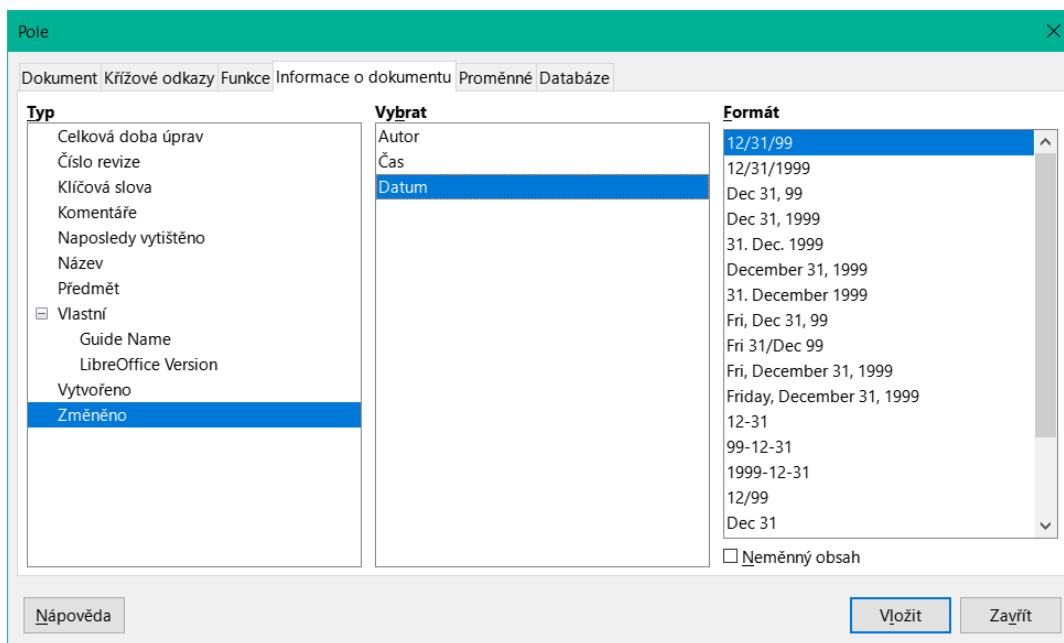 Pole
Dokument Křížové odkazy Funkce Informace o dokumentu Proměnné Databáze
Typ
Celková doba úprav
Číslo revize
Klíčová slova
Komentáře
Naposledy vytištěno
Název
Předmět
Vlastní
Guide Name
LibreOffice Version
Vytvořeno
Změněno
Vybrat
Autor
Čas
Datum
Formát
12/31/99
12/31/1999
Dec 31, 99
Dec 31, 1999
31. Dec. 1999
December 31, 1999
31. December 1999
Fri, Dec 31, 99
Fri 31/Dec 99
Fri, December 31, 1999
Friday, December 31, 1999
12-31
99-12-31
1999-12-31
12/99
Dec 31
Neměnný obsah
Nápověda
Vložit
Zavřít